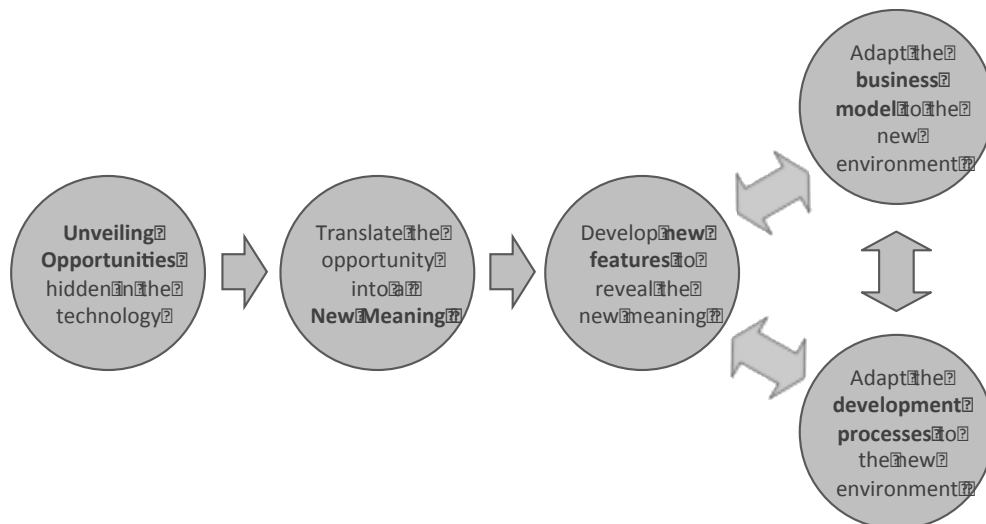 Unveiling
Opportunities
hidden in the
technology
Translate the
opportunity
into a
New Meaning
Develop new
features to
reveal the
new meaning
Adapt the
business
model to the
new
environment
Adapt the
development
processes to
the new
environment